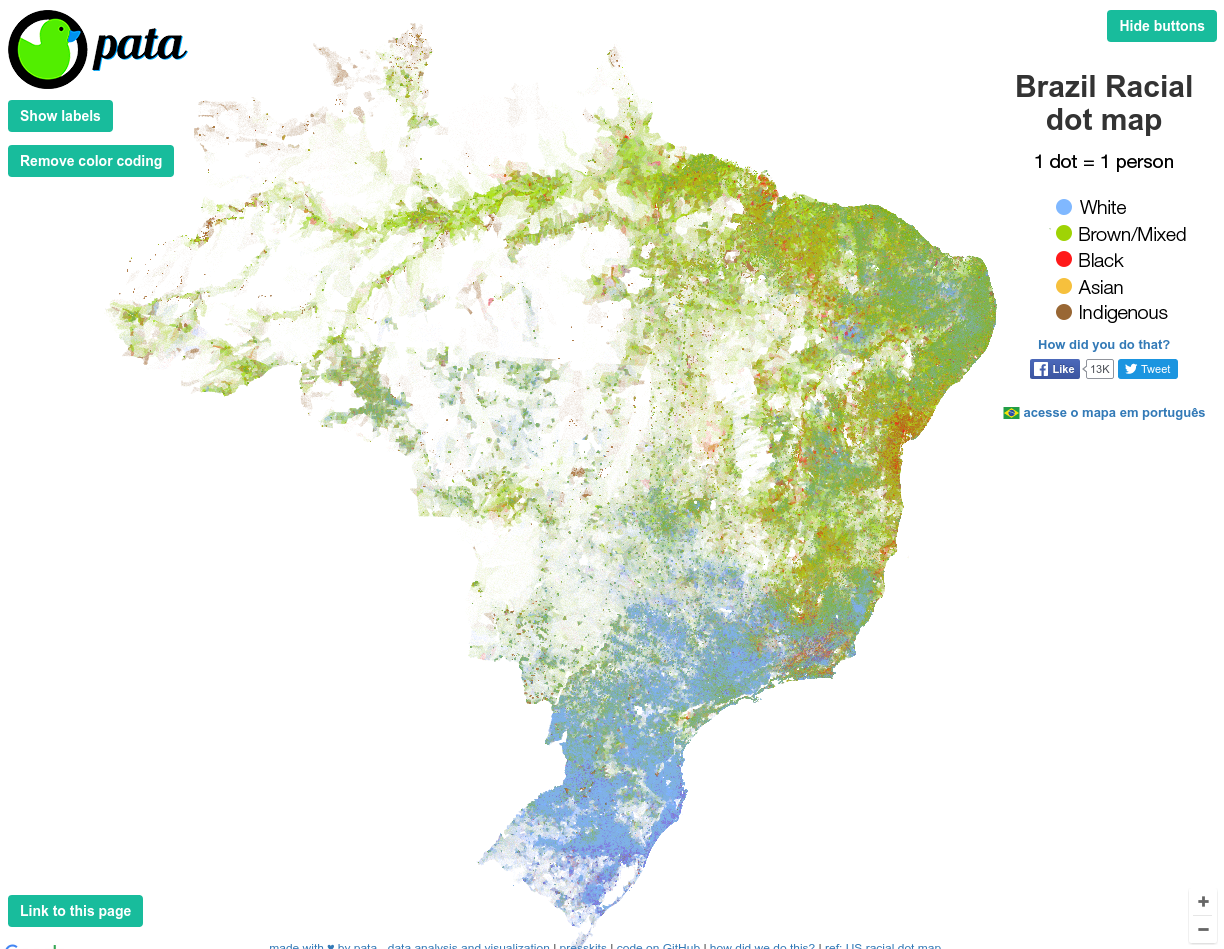 pata
Hide buttons
Show labels
Remove color coding
Brazil Racial
dot map
1 dot = 1 person
White
Brown/Mixed
Black
Asian
Indigenous
How did you do that?
Like
13K
Tweet
acesse o mapa em português
Link to this page
+
−
made with ♥ by pata - data analysis and visualization | presskits | code on GitHub | how did we do this? | ref: US racial dot map